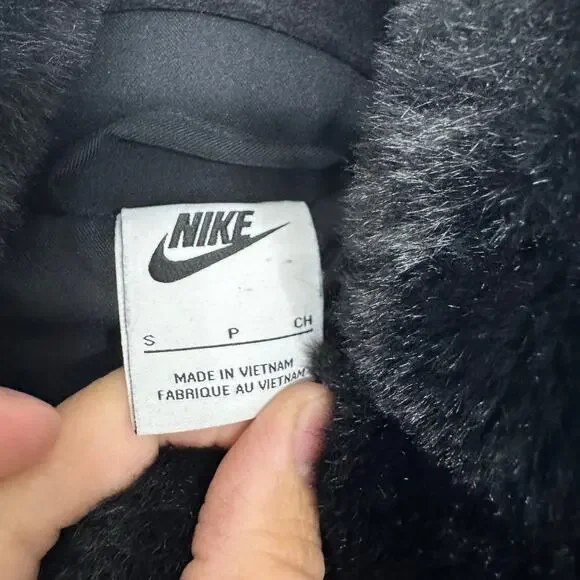 NIKE
S P CH
MADE IN VIETNAM
FABRIQUE AU VIETNAM